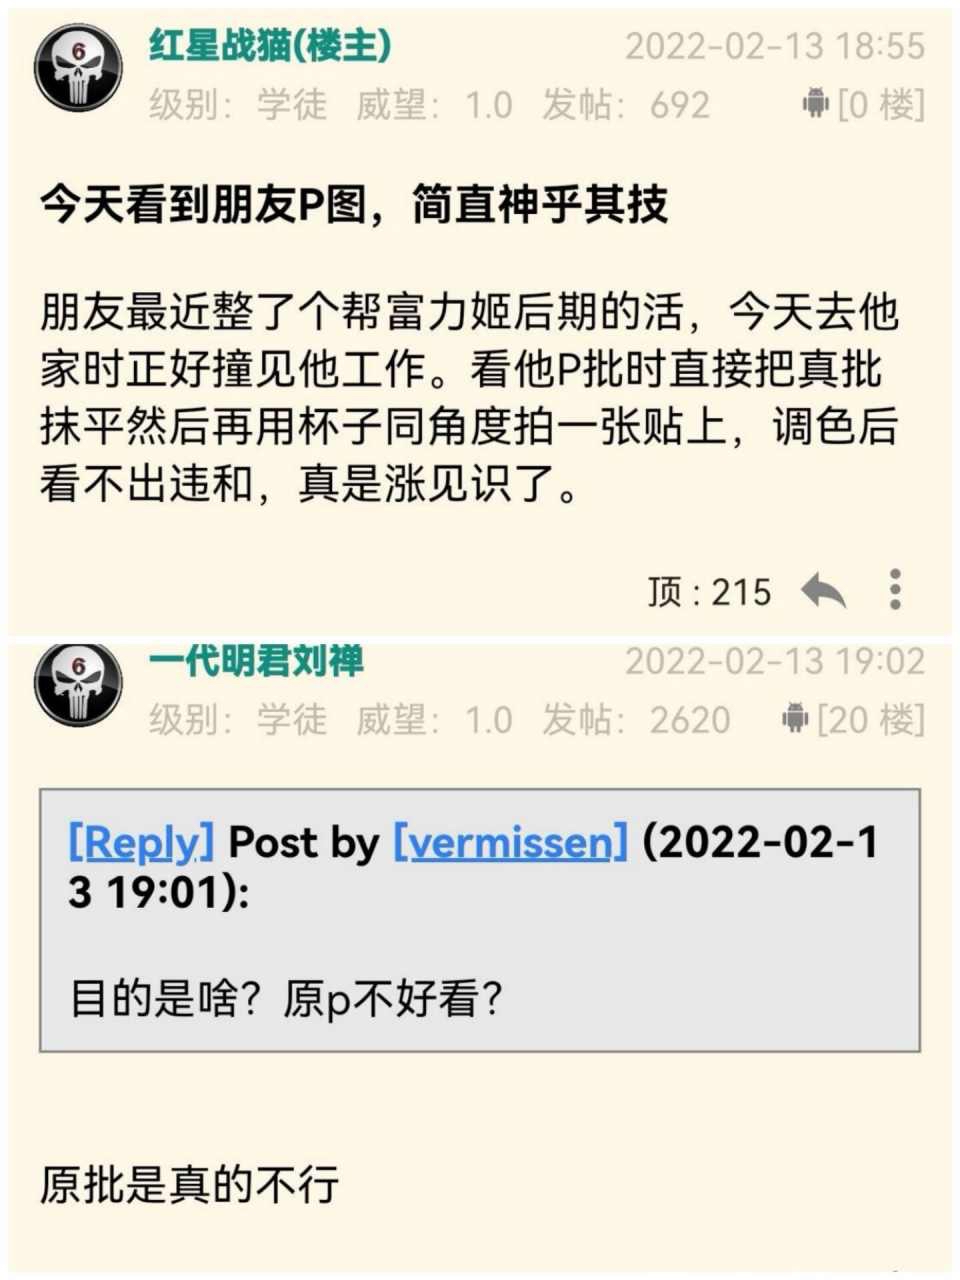 6
红星战猫(楼主)
2022-02-13 18:55
级别: 学徒 威望: 1.0 发帖: 692
[0 楼]
今天看到朋友P图，简直神乎其技
朋友最近整了个帮富力姬后期的活，今天去他
家时正好撞见他工作。看他P批时直接把真批
抹平然后再用杯子同角度拍一张贴上，调色后
看不出违和，真是涨见识了。
顶 : 215
6
一代明君刘禅
2022-02-13 19:02
级别: 学徒 威望: 1.0 发帖: 2620
[20 楼]
[Reply] Post by [vermissen] (2022-02-1
3 19:01):
目的是啥？原p不好看？
原批是真的不行